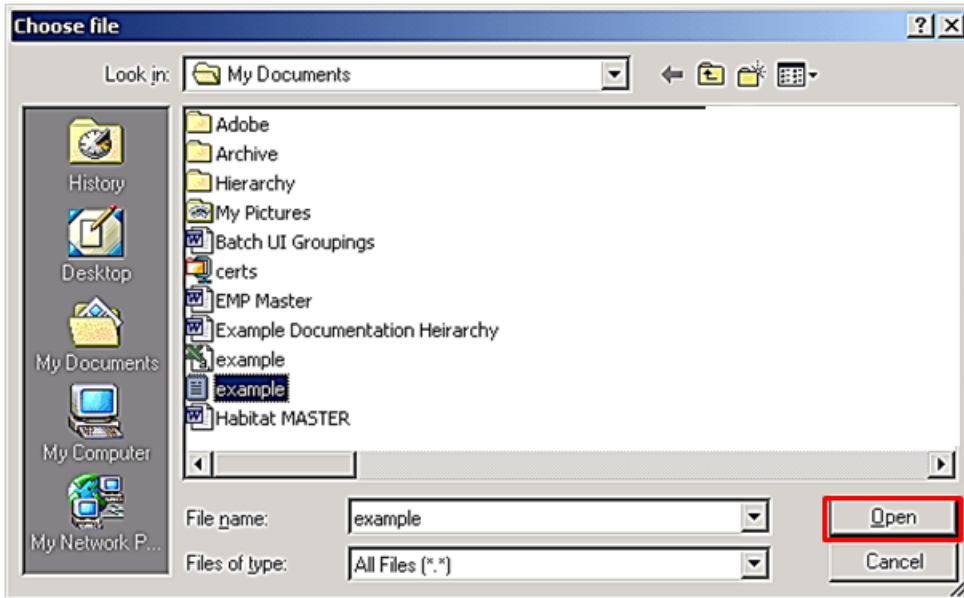 Choose file
Look in: My Documents
History
Desktop
My Documents
My Computer
My Network P...
Adobe
Archive
Hierarchy
My Pictures
Batch UI Groupings
certs
EMP Master
Example Documentation Heirarchy
example
example
Habitat MASTER
File name: example
Open
Files of type: All Files (*.*)
Cancel